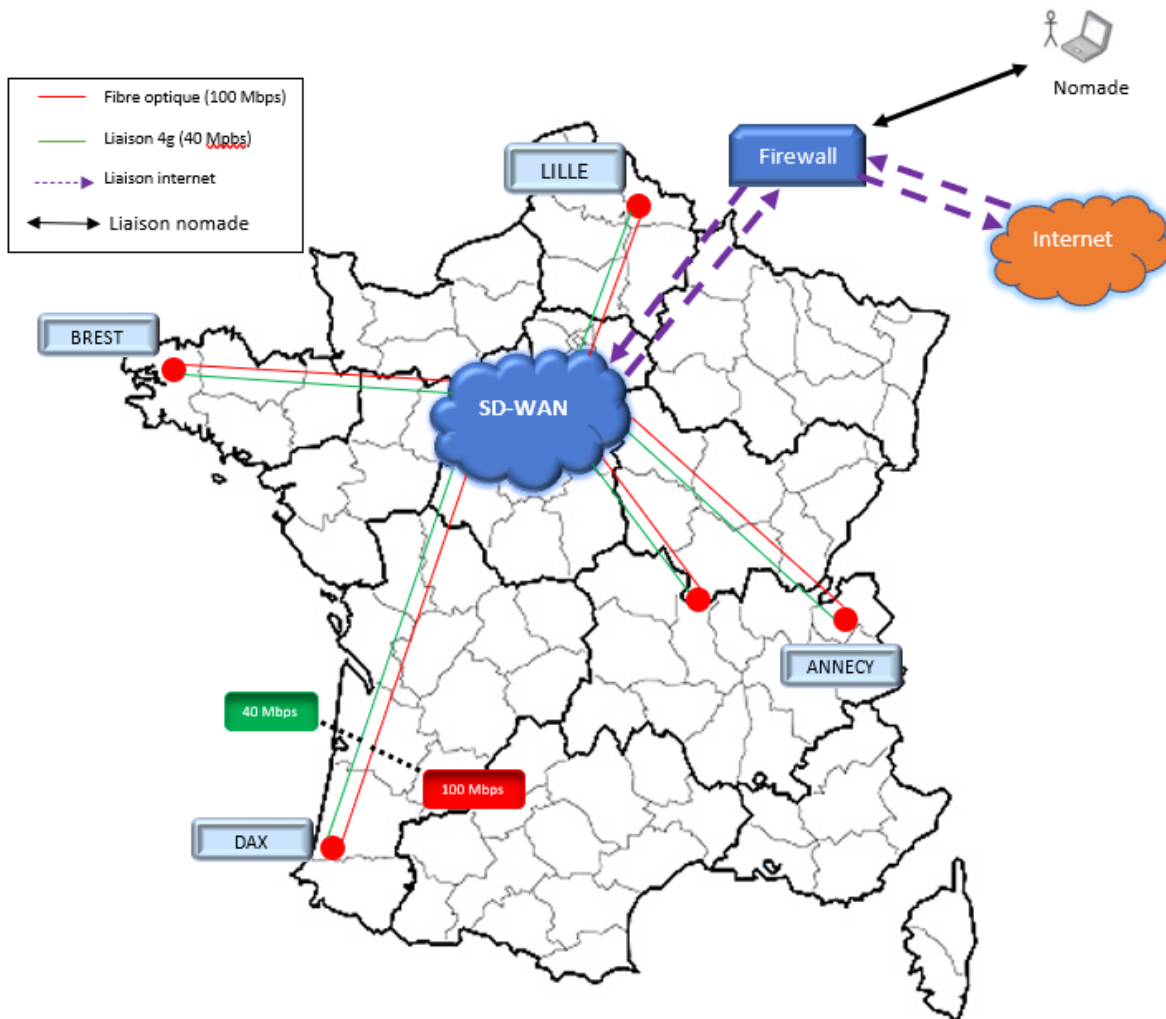 Nomade
Fibre optique (100 Mbps)
Liaison 4g (40 Mpbs)
Liaison internet
Liaison nomade
Firewall
LILLE
Internet
BREST
SD-WAN
ANNECY
40 Mbps
100 Mbps
DAX